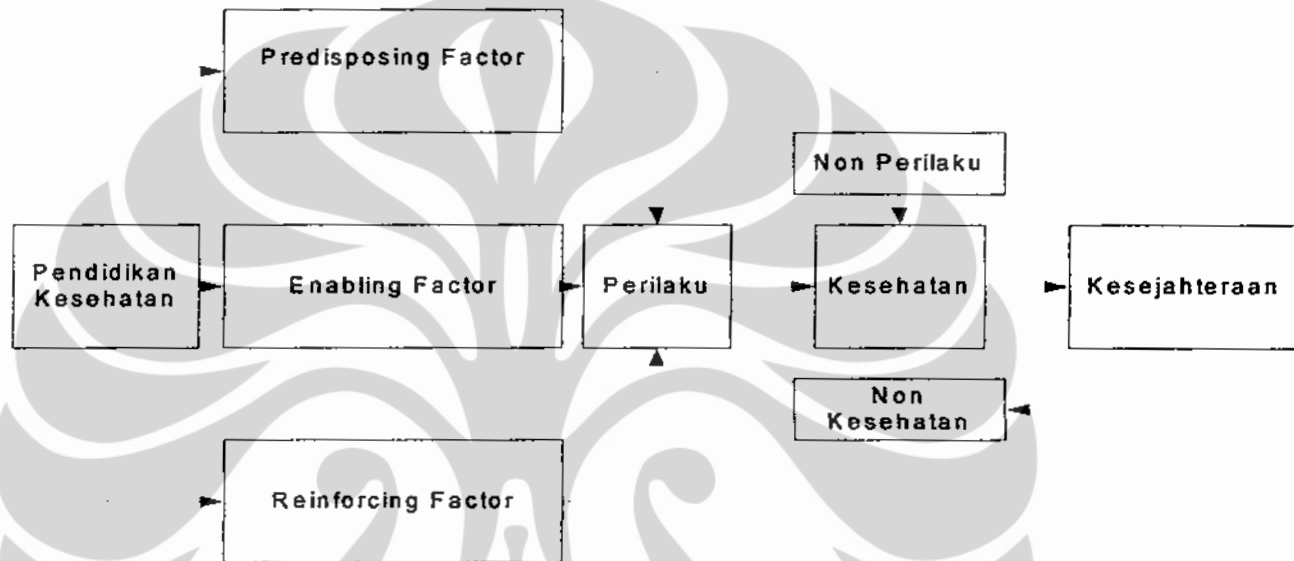 Predisposing Factor
Non Perilaku
Pendidikan
Kesehatan
Enabling Factor
Perilaku
Kesehatan
Kesejahteraan
Non
Kesehatan
Reinforcing Factor